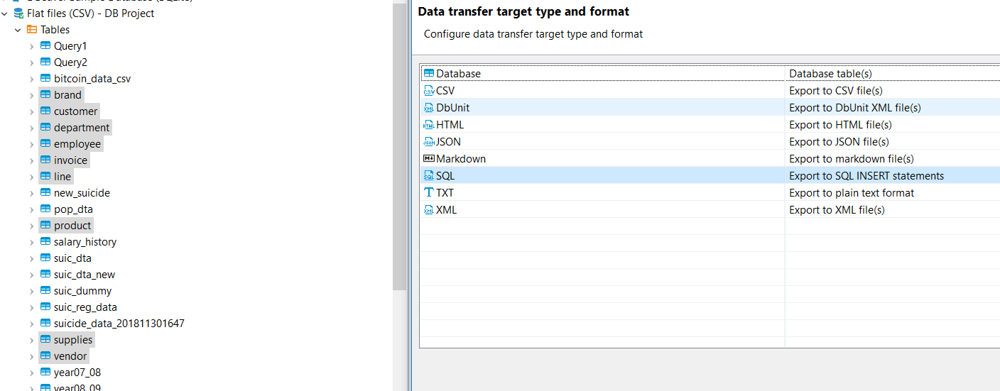 Flat files (CSV) - DB Project
Tables
Query1
Query2
bitcoin_data_csv
brand
customer
department
employee
invoice
line
new_suicide
pop_dta
product
salary_history
suic_dta
suic_dta_new
suic_dummy
suic_reg_data
suicide_data_201811301647
supplies
vendor
year07_08
year08_09
Data transfer target type and format
Configure data transfer target type and format
Database Database table(s)
CSV Export to CSV file(s)
DbUnit Export to DbUnit XML file(s)
HTML Export to HTML file(s)
JSON Export to JSON file(s)
Markdown Export to markdown file(s)
SQL Export to SQL INSERT statements
TXT Export to plain text format
XML Export to XML file(s)